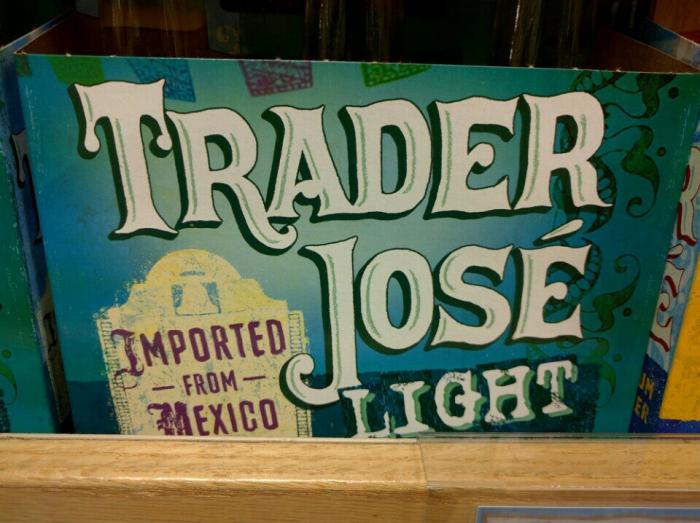 TRADER
JOSÉ
LIGHT
IMPORTED
FROM
MEXICO